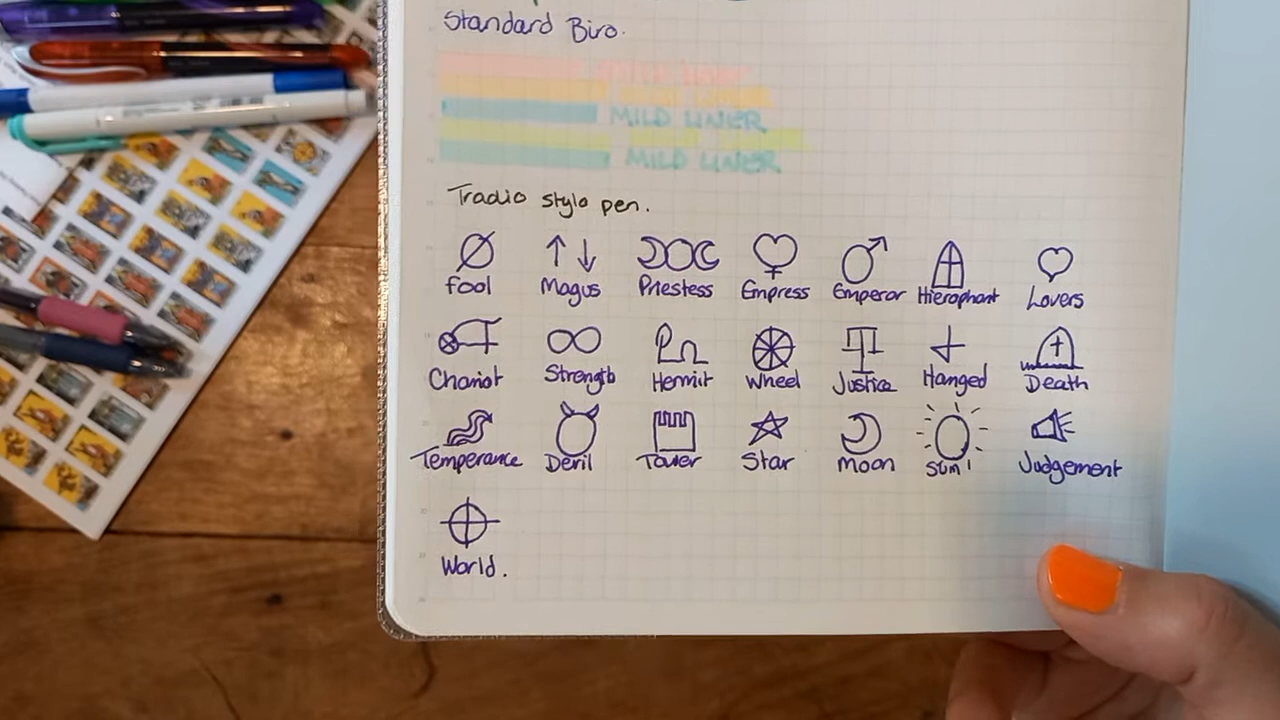 Standard Biro.
MILD LINER
MILD LINER
Tradio stylo pen.
Fool Magus Priestess Empress Emperor Hierophant Lovers
Chariot Strength Hermit Wheel Justice Hanged Death
Temperance Devil Tower Star Moon Sun Judgement
World.